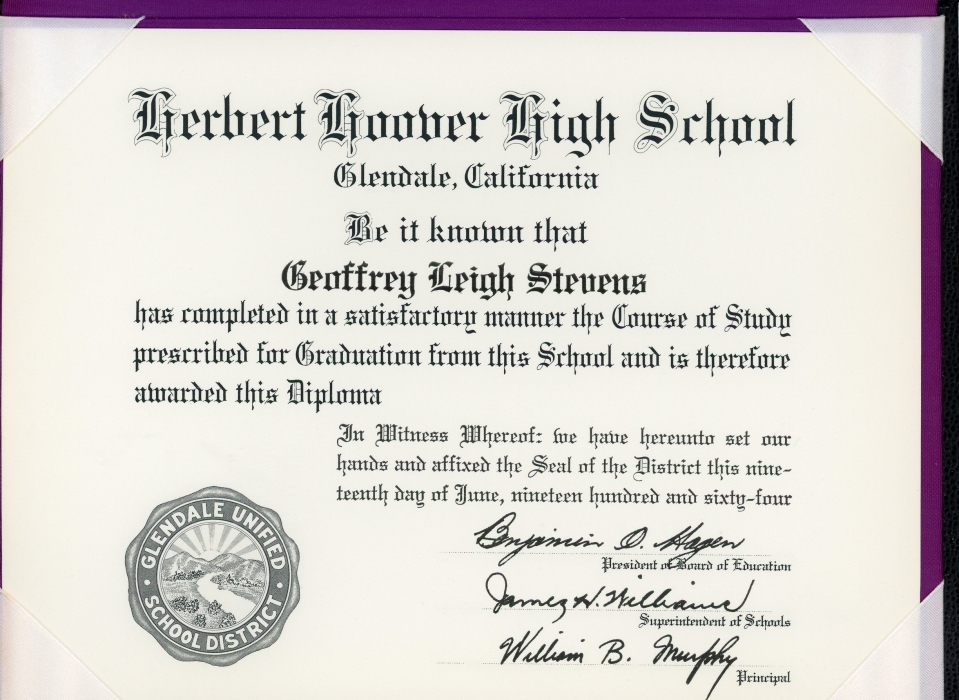 Herbert Hoover High School
Glendale, California
Be it known that
Geoffrey Leigh Stevens
has completed in a satisfactory manner the Course of Study
prescribed for Graduation from this School and is therefore
awarded this Diploma
In Witness Whereof: we have hereunto set our
hands and affixed the Seal of the District this nine-
teenth day of June, nineteen hundred and sixty-four
GLENDALE UNIFIED
SCHOOL DISTRICT
Benjamin O. Hagen
President of Board of Education
James H. Williams
Superintendent of Schools
William B. Murphy
Principal